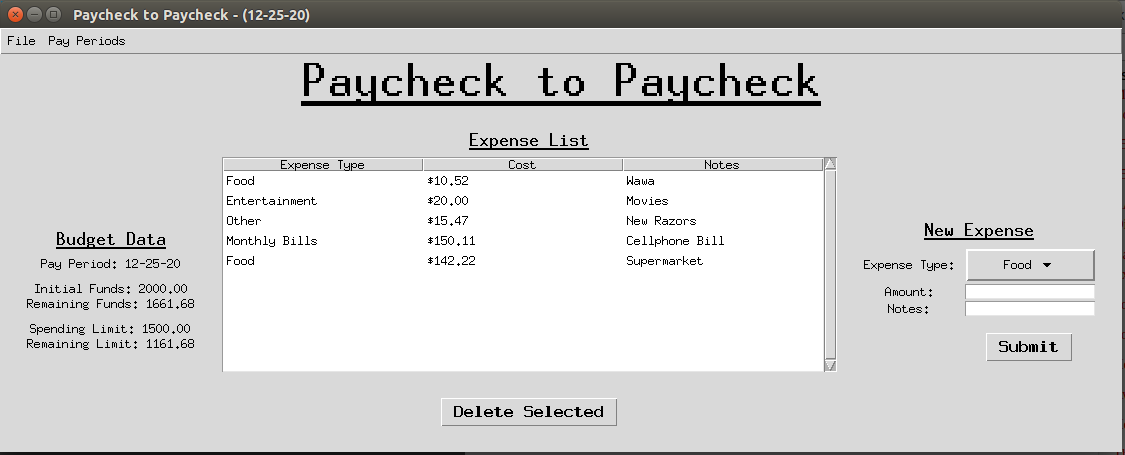 Paycheck to Paycheck - (12-25-20)
File Pay Periods
Paycheck to Paycheck
Expense List
Expense Type Cost Notes
Food $10.52 Wawa
Entertainment $20.00 Movies
Other $15.47 New Razors
Monthly Bills $150.11 Cellphone Bill
Food $142.22 Supermarket
Budget Data
Pay Period: 12-25-20
Initial Funds: 2000.00
Remaining Funds: 1661.68
Spending Limit: 1500.00
Remaining Limit: 1161.68
New Expense
Expense Type: Food
Amount:
Notes:
Submit
Delete Selected